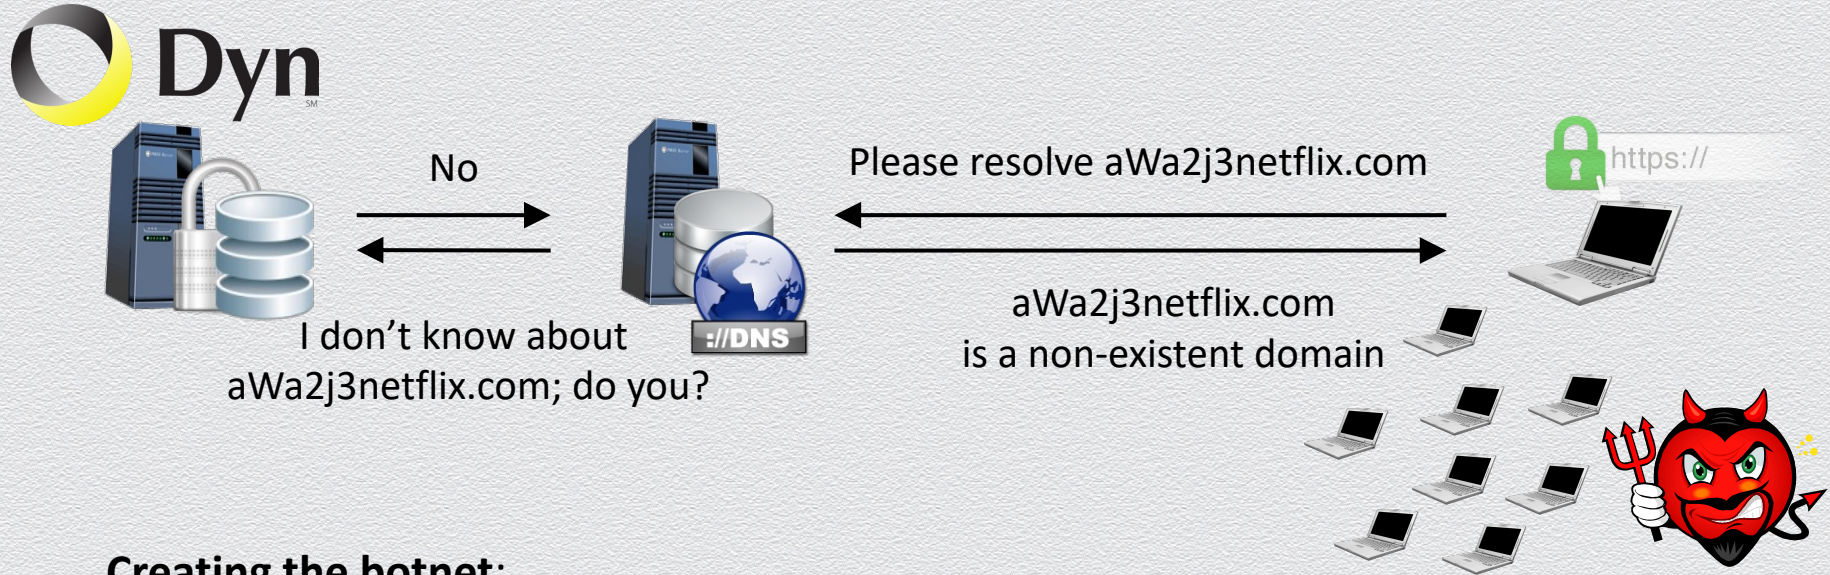 Dyn
SM
No
Please resolve aWa2j3netflix.com
https://
I don’t know about
aWa2j3netflix.com; do you?
://DNS
aWa2j3netflix.com
is a non-existent domain
Creating the botnet: